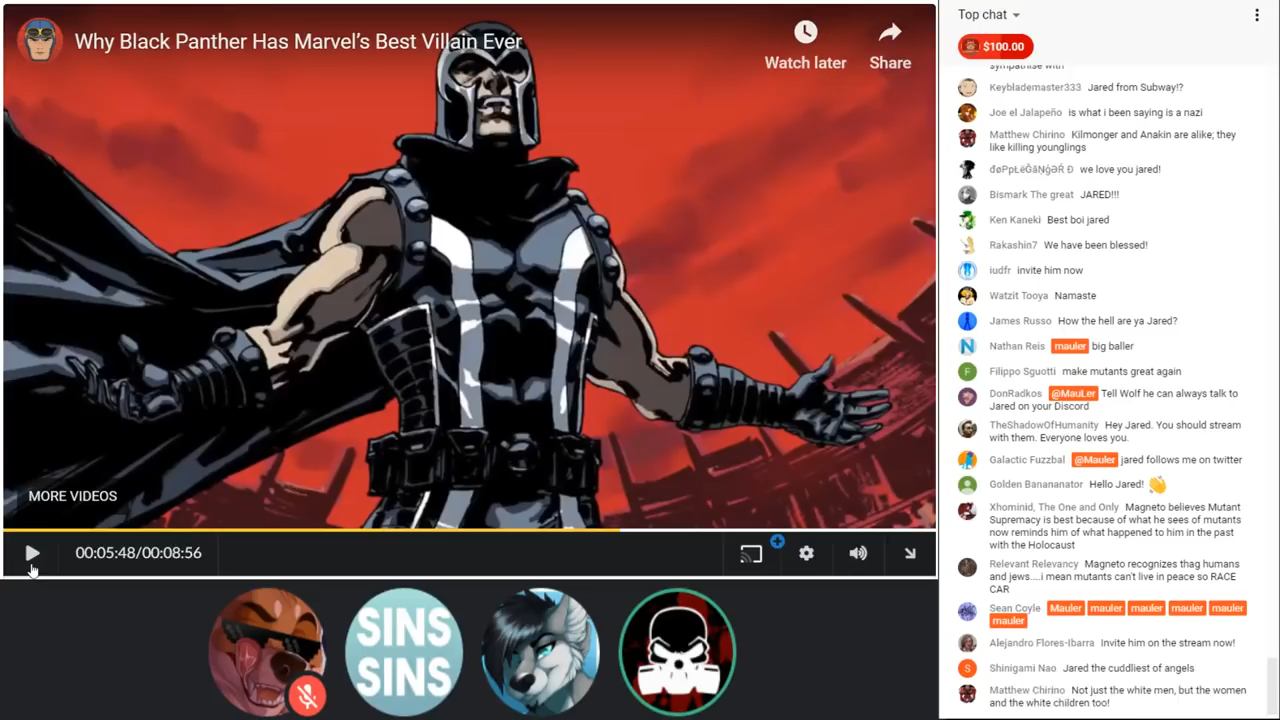 Why Black Panther Has Marvel's Best Villain Ever
Watch later
Share
MORE VIDEOS
00:05:48/00:08:56
SINS
SINS
Top chat
$100.00
sympathise with
Keyblademaster333 Jared from Subway!?
Joe el Jalapeño is what i been saying is a nazi
Matthew Chirino Kilmonger and Anakin are alike; they
like killing younglings
we love you jared!
Bismark The great JARED!!!
Ken Kaneki Best boi jared
Rakashin7 We have been blessed!
iudfr invite him now
Watzit Tooya Namaste
James Russo How the hell are ya Jared?
Nathan Reis mauler big baller
Filippo Sguotti make mutants great again
DonRadkos @MauLer Tell Wolf he can always talk to
Jared on your Discord
TheShadowOfHumanity Hey Jared. You should stream
with them. Everyone loves you.
Galactic Fuzzbal @Mauler jared follows me on twitter
Golden Banananator Hello Jared!
Xhominid, The One and Only Magneto believes Mutant
Supremacy is best because of what he sees of mutants
now reminds him of what happened to him in the past
with the Holocaust
Relevant Relevancy Magneto recognizes thag humans
and jews....i mean mutants can't live in peace so RACE
CAR
Sean Coyle Mauler mauler mauler mauler mauler
mauler
Alejandro Flores-Ibarra Invite him on the stream now!
S
Shinigami Nao Jared the cuddliest of angels
Matthew Chirino Not just the white men, but the women
and the white children too!